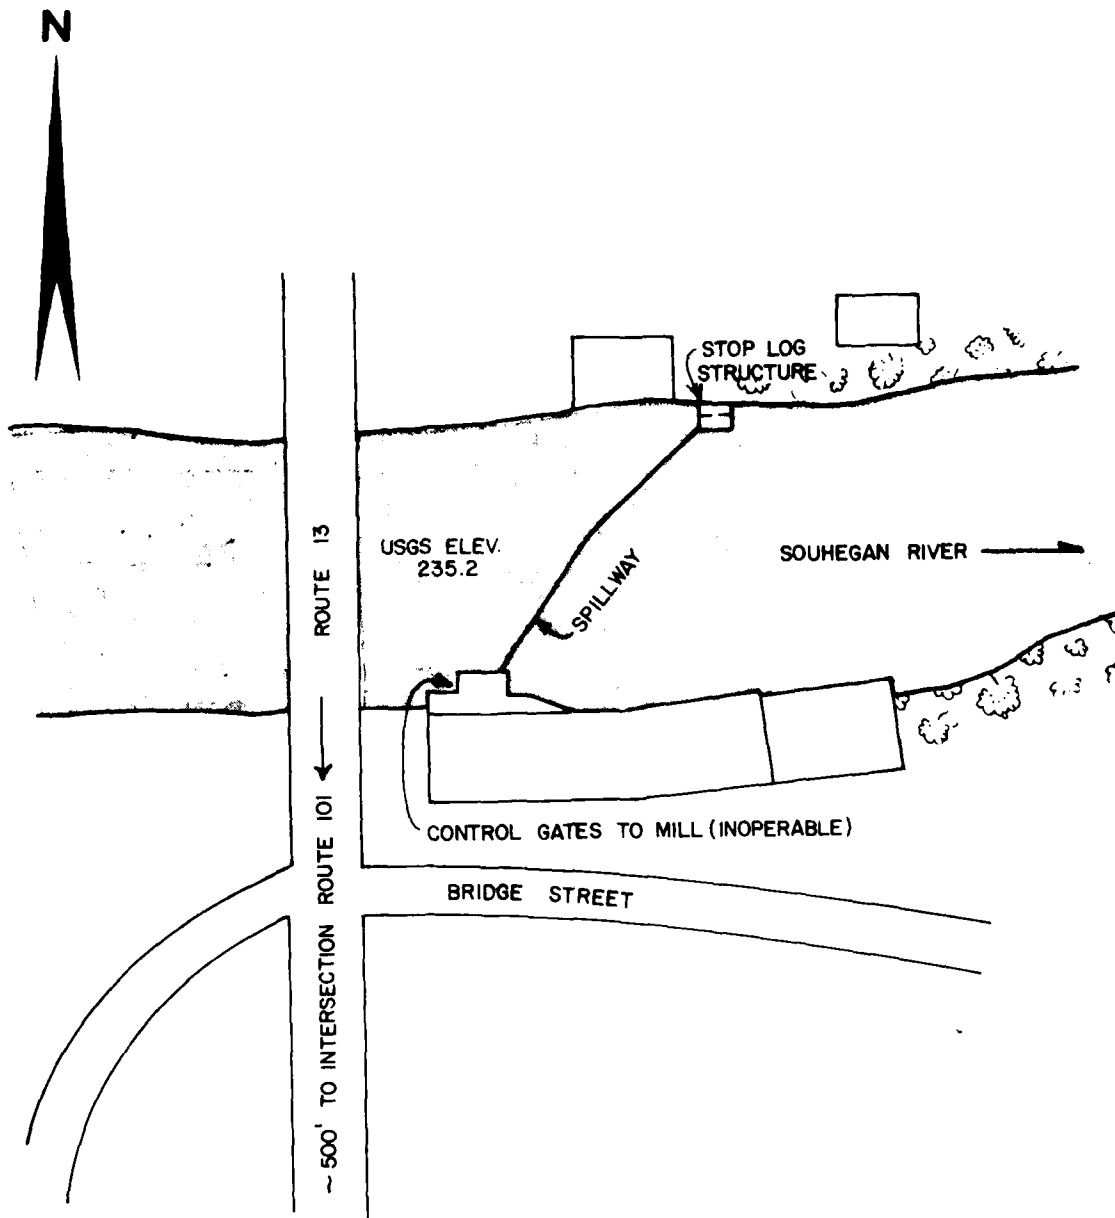 N
STOP LOG
STRUCTURE
USGS ELEV.
235.2
SOUHEGAN RIVER
SPILLWAY
ROUTE 13
CONTROL GATES TO MILL (INOPERABLE)
BRIDGE STREET
~ 500' TO INTERSECTION ROUTE 101